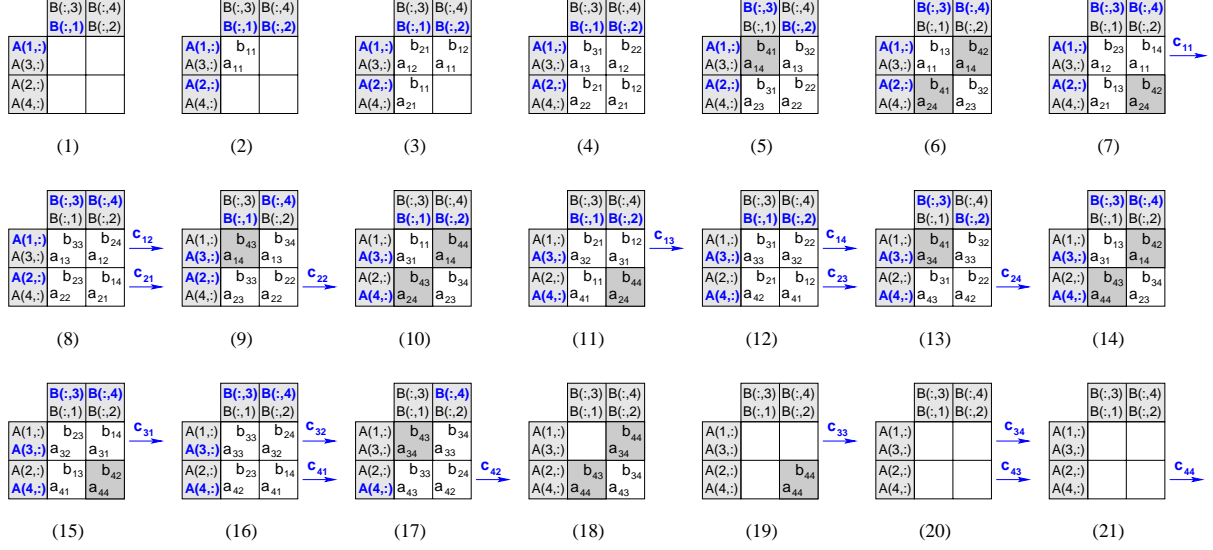 B(:,3) B(:,4)
B(:,1) B(:,2)
A(1,:)
A(3,:)
A(2,:)
A(4,:)
(1)
B(:,3) B(:,4)
B(:,1) B(:,2)
A(1,:) b11
A(3,:) a11
A(2,:)
A(4,:)
(2)
B(:,3) B(:,4)
B(:,1) B(:,2)
A(1,:) b21 b12
A(3,:) a12 a11
A(2,:) b11
A(4,:) a21
(3)
B(:,3) B(:,4)
B(:,1) B(:,2)
A(1,:) b31 b22
A(3,:) a13 a12
A(2,:) b21 b12
A(4,:) a22 a21
(4)
B(:,3) B(:,4)
B(:,1) B(:,2)
A(1,:) b41 b32
A(3,:) a14 a13
A(2,:) b31 b22
A(4,:) a23 a22
(5)
B(:,3) B(:,4)
B(:,1) B(:,2)
A(1,:) b13 b42
A(3,:) a11 a14
A(2,:) b41 b32
A(4,:) a24 a23
(6)
B(:,3) B(:,4)
B(:,1) B(:,2)
A(1,:) b23 b14 c11
A(3,:) a12 a11
A(2,:) b13 b42
A(4,:) a21 a24
(7)
B(:,3) B(:,4)
B(:,1) B(:,2)
A(1,:) b33 b24 c12
A(3,:) a13 a12
A(2,:) b23 b14 c21
A(4,:) a22 a21
(8)
B(:,3) B(:,4)
B(:,1) B(:,2)
A(1,:) b43 b34
A(3,:) a14 a13
A(2,:) b33 b22 c22
A(4,:) a23 a22
(9)
B(:,3) B(:,4)
B(:,1) B(:,2)
A(1,:) b11 b44
A(3,:) a31 a14
A(2,:) b43 b34
A(4,:) a24 a23
(10)
B(:,3) B(:,4)
B(:,1) B(:,2)
A(1,:) b21 b12 c13
A(3,:) a32 a31
A(2,:) b11 b44
A(4,:) a41 a24
(11)
B(:,3) B(:,4)
B(:,1) B(:,2)
A(1,:) b31 b22 c14
A(3,:) a33 a32
A(2,:) b21 b12 c23
A(4,:) a42 a41
(12)
B(:,3) B(:,4)
B(:,1) B(:,2)
A(1,:) b41 b32
A(3,:) a34 a33
A(2,:) b31 b22 c24
A(4,:) a43 a42
(13)
B(:,3) B(:,4)
B(:,1) B(:,2)
A(1,:) b13 b42
A(3,:) a31 a14
A(2,:) b43 b34
A(4,:) a44 a23
(14)
B(:,3) B(:,4)
B(:,1) B(:,2)
A(1,:) b23 b14 c31
A(3,:) a32 a31
A(2,:) b13 b42
A(4,:) a41 a44
(15)
B(:,3) B(:,4)
B(:,1) B(:,2)
A(1,:) b33 b24 c32
A(3,:) a33 a32
A(2,:) b23 b14 c41
A(4,:) a42 a41
(16)
B(:,3) B(:,4)
B(:,1) B(:,2)
A(1,:) b43 b34
A(3,:) a34 a33
A(2,:) b33 b24 c42
A(4,:) a43 a42
(17)
B(:,3) B(:,4)
B(:,1) B(:,2)
A(1,:) b44
A(3,:) a34
A(2,:) b43 b34
A(4,:) a44 a43
(18)
B(:,3) B(:,4)
B(:,1) B(:,2)
A(1,:) c33
A(3,:)
A(2,:) b44
A(4,:) a44
(19)
B(:,3) B(:,4)
B(:,1) B(:,2)
A(1,:) c34
A(3,:)
A(2,:) c43
A(4,:)
(20)
B(:,3) B(:,4)
B(:,1) B(:,2)
A(1,:)
A(3,:)
A(2,:) c44
A(4,:)
(21)